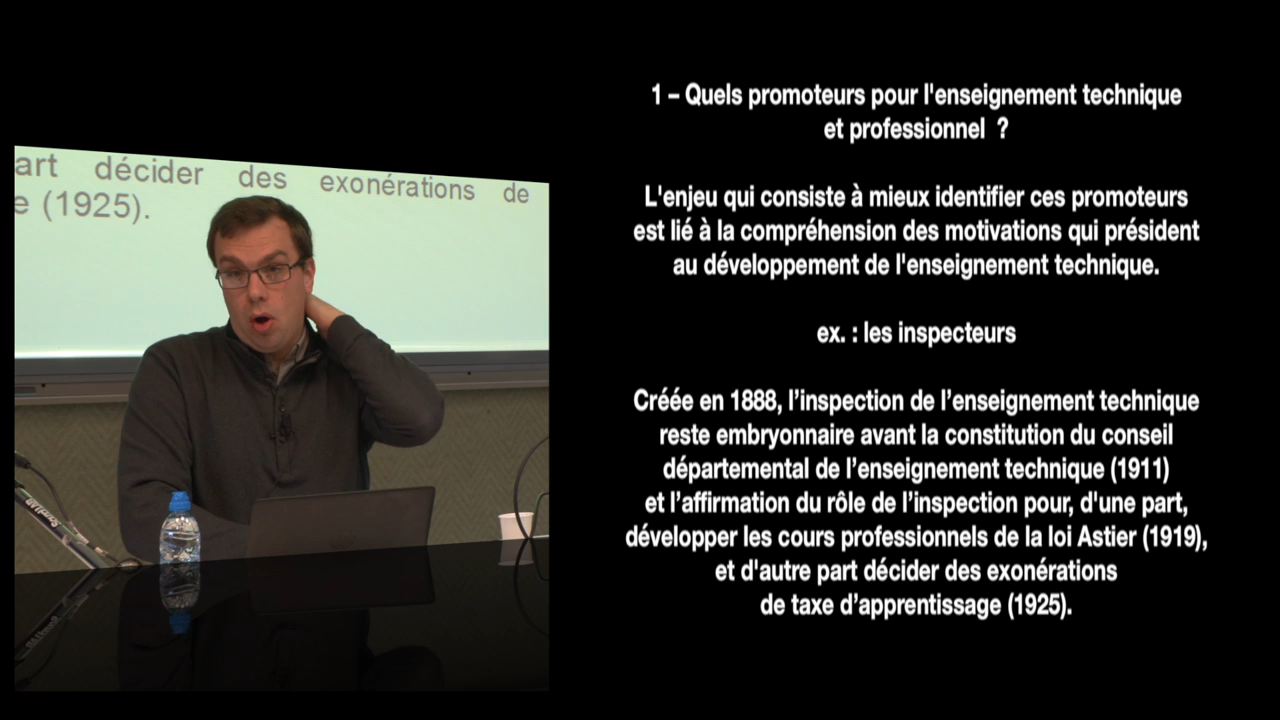 art décider des exonérations de
e (1925).
1 – Quels promoteurs pour l'enseignement technique
et professionnel ?
L'enjeu qui consiste à mieux identifier ces promoteurs
est lié à la compréhension des motivations qui président
au développement de l'enseignement technique.
ex. : les inspecteurs
Créée en 1888, l’inspection de l’enseignement technique
reste embryonnaire avant la constitution du conseil
départemental de l’enseignement technique (1911)
et l’affirmation du rôle de l’inspection pour, d'une part,
développer les cours professionnels de la loi Astier (1919),
et d'autre part décider des exonérations
de taxe d’apprentissage (1925).